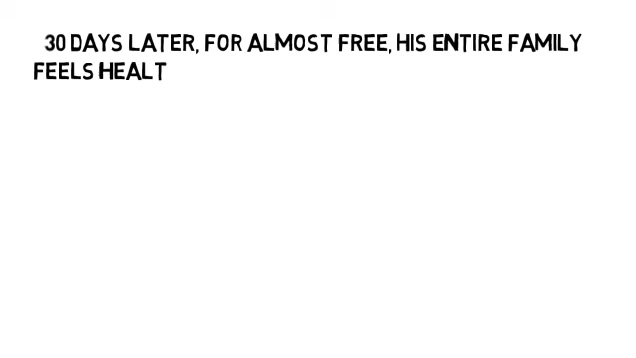 30 DAYS LATER, FOR ALMOST FREE, HIS ENTIRE FAMILY
FEELS HEALT